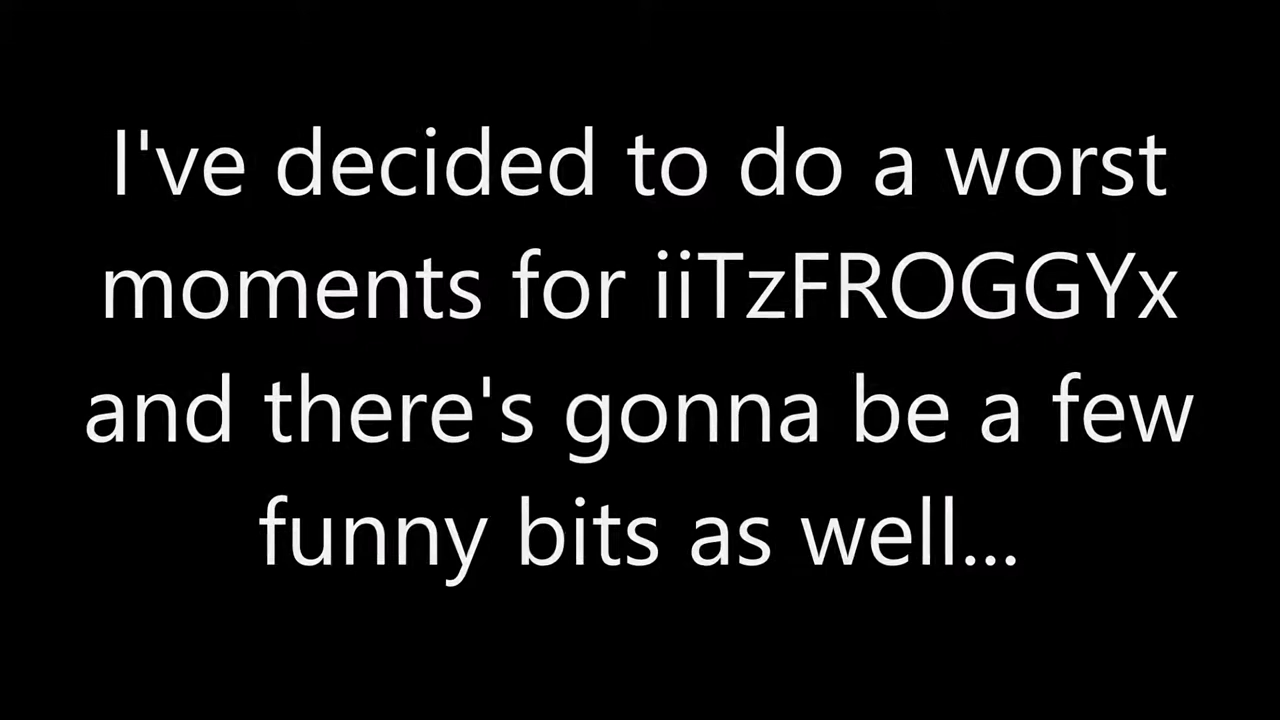 I've decided to do a worst
moments for iiTzFROGGYx
and there's gonna be a few
funny bits as well...